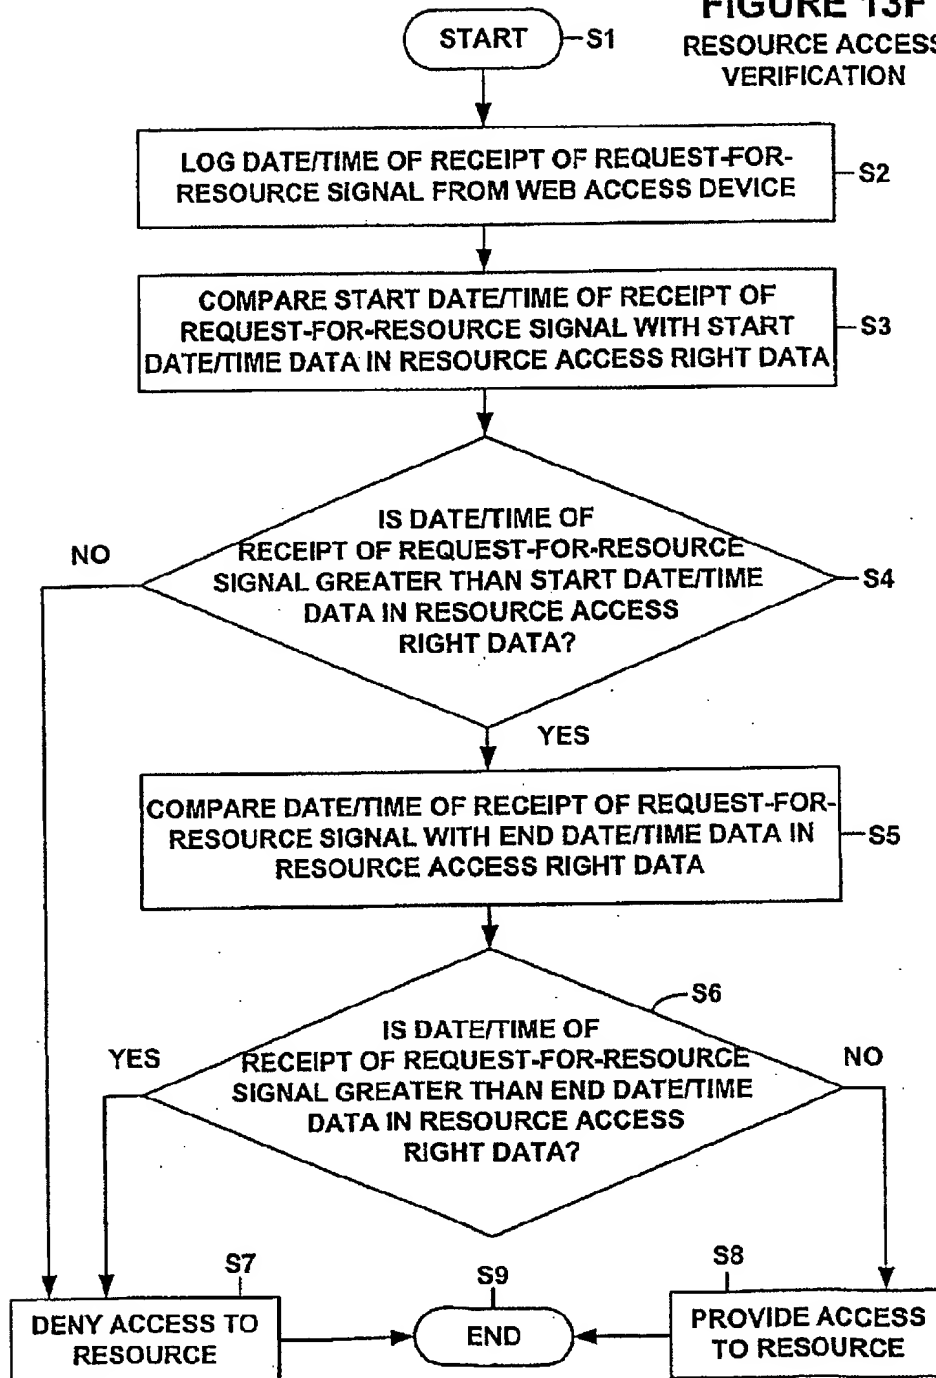 FIGURE 13F
RESOURCE ACCESS
VERIFICATION
START
S1
LOG DATE/TIME OF RECEIPT OF REQUEST-FOR-
RESOURCE SIGNAL FROM WEB ACCESS DEVICE
S2
COMPARE START DATE/TIME OF RECEIPT OF
REQUEST-FOR-RESOURCE SIGNAL WITH START
DATE/TIME DATA IN RESOURCE ACCESS RIGHT DATA
S3
IS DATE/TIME OF
RECEIPT OF REQUEST-FOR-RESOURCE
SIGNAL GREATER THAN START DATE/TIME
DATA IN RESOURCE ACCESS
RIGHT DATA?
S4
NO
YES
COMPARE DATE/TIME OF RECEIPT OF REQUEST-FOR-
RESOURCE SIGNAL WITH END DATE/TIME DATA IN
RESOURCE ACCESS RIGHT DATA
S5
S6
IS DATE/TIME OF
RECEIPT OF REQUEST-FOR-RESOURCE
SIGNAL GREATER THAN END DATE/TIME
DATA IN RESOURCE ACCESS
RIGHT DATA?
YES
NO
S7
DENY ACCESS TO
RESOURCE
S9
END
S8
PROVIDE ACCESS
TO RESOURCE